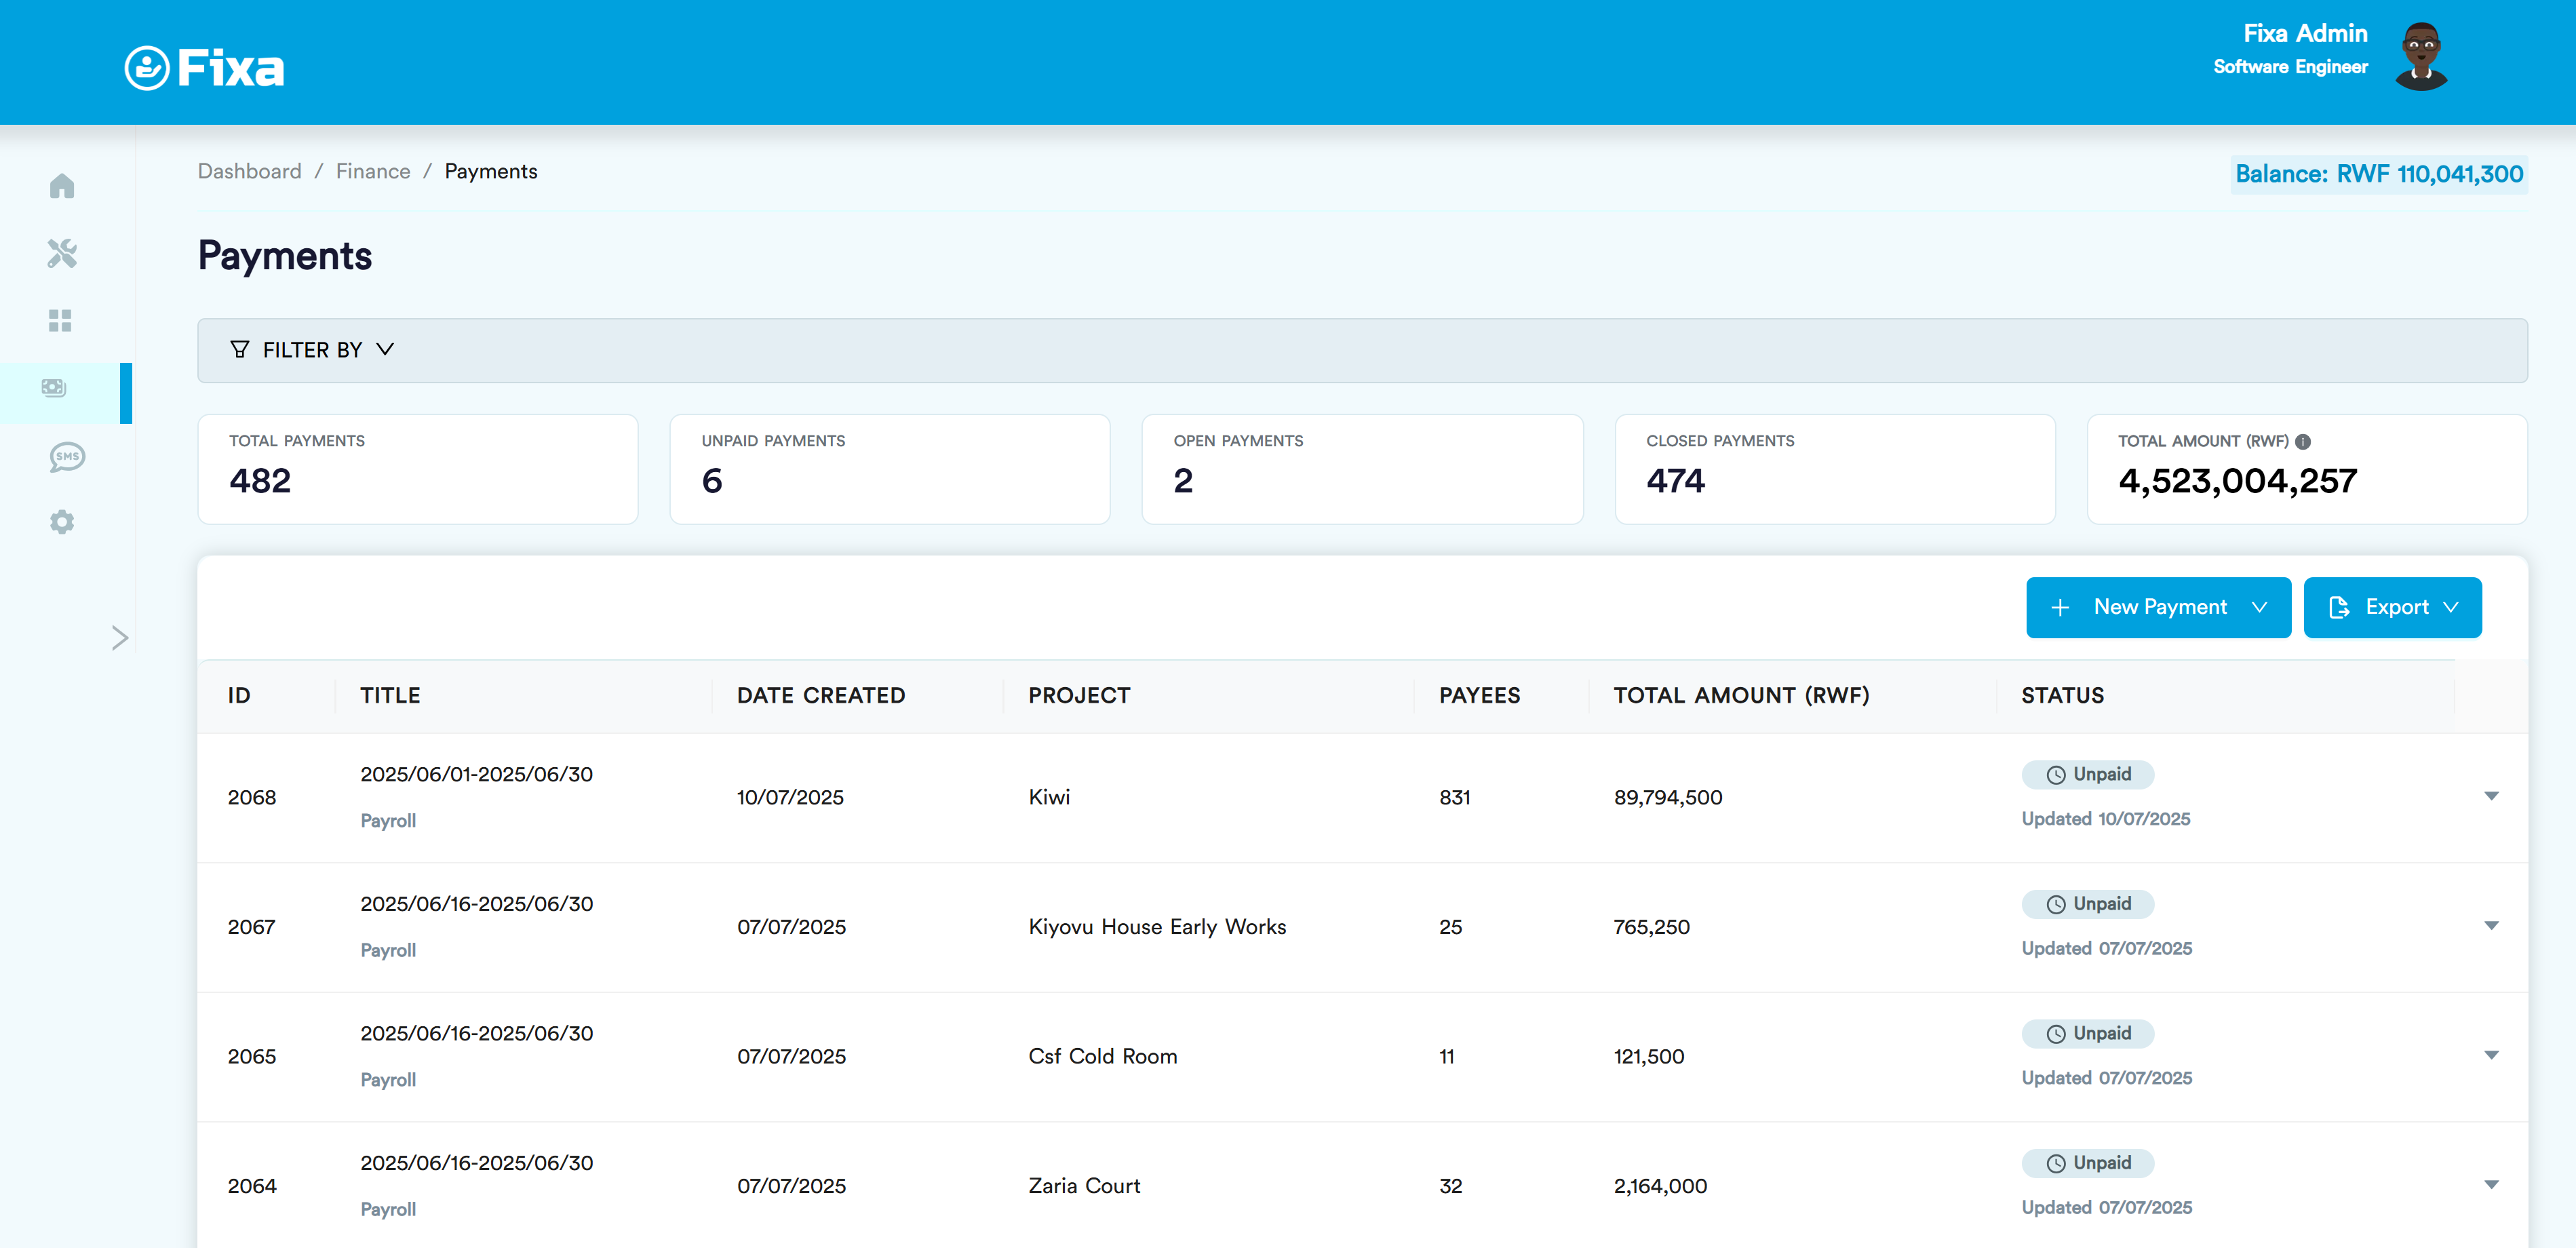 Fixa
Fixa Admin
Software Engineer
Dashboard / Finance / Payments
Balance: RWF 110,041,300
Payments
FILTER BY
TOTAL PAYMENTS
482
UNPAID PAYMENTS
6
OPEN PAYMENTS
2
CLOSED PAYMENTS
474
TOTAL AMOUNT (RWF)
4,523,004,257
SMS
New Payment
Export
ID TITLE DATE CREATED PROJECT PAYEES TOTAL AMOUNT (RWF) STATUS
2068 2025/06/01-2025/06/30 10/07/2025 Kiwi 831 89,794,500 Unpaid
Payroll Updated 10/07/2025
2067 2025/06/16-2025/06/30 07/07/2025 Kiyovu House Early Works 25 765,250 Unpaid
Payroll Updated 07/07/2025
2065 2025/06/16-2025/06/30 07/07/2025 Csf Cold Room 11 121,500 Unpaid
Payroll Updated 07/07/2025
2064 2025/06/16-2025/06/30 07/07/2025 Zaria Court 32 2,164,000 Unpaid
Payroll Updated 07/07/2025